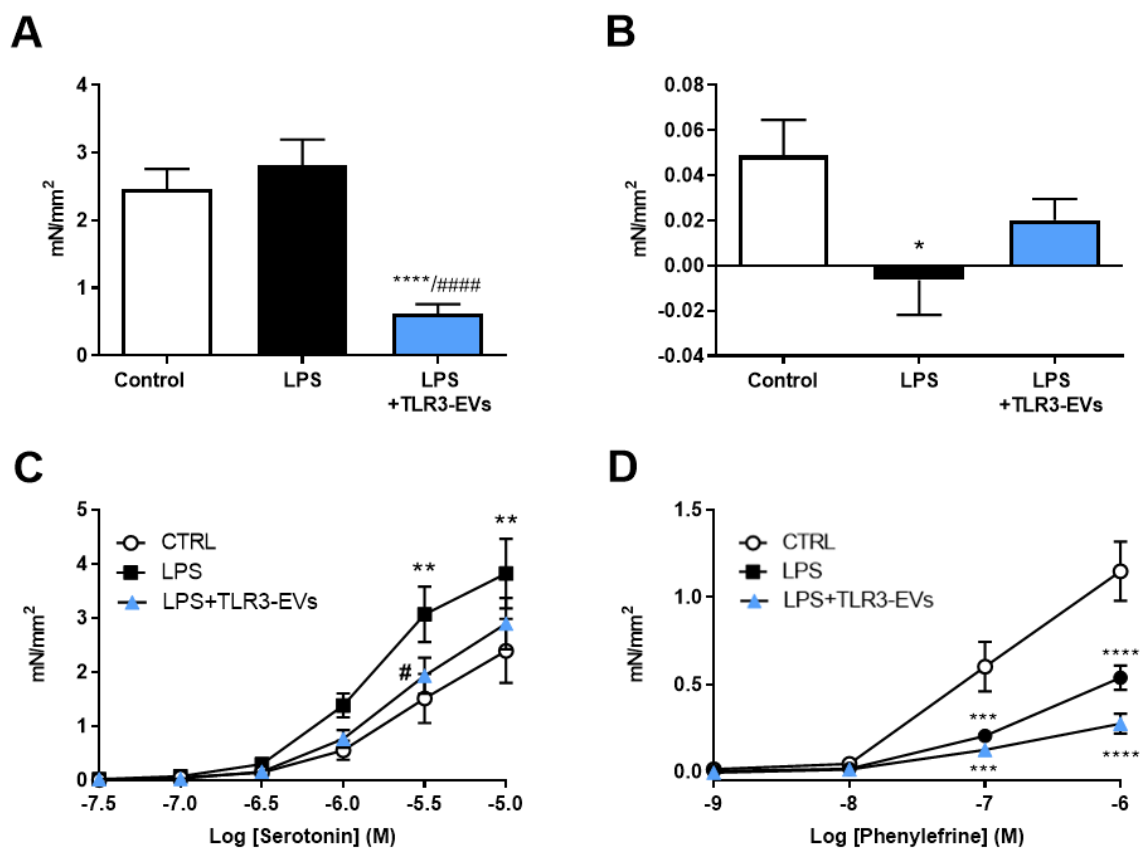 A
mN/mm²
4
3
2
1
0
****/####
Control
LPS
LPS
+TLR3-EVs
B
mN/mm²
0.08
0.06
0.04
0.02
0.00
-0.02
-0.04
*
Control
LPS
LPS
+TLR3-EVs
C
mN/mm²
5
4
3
2
1
0
CTRL
LPS
LPS+TLR3-EVs
**
**
#
-7.5 -7.0 -6.5 -6.0 -5.5 -5.0
Log [Serotonin] (M)
D
mN/mm²
1.5
1.0
0.5
0.0
CTRL
LPS
LPS+TLR3-EVs
***
***
****
****
-9 -8 -7 -6
Log [Phenylefrine] (M)